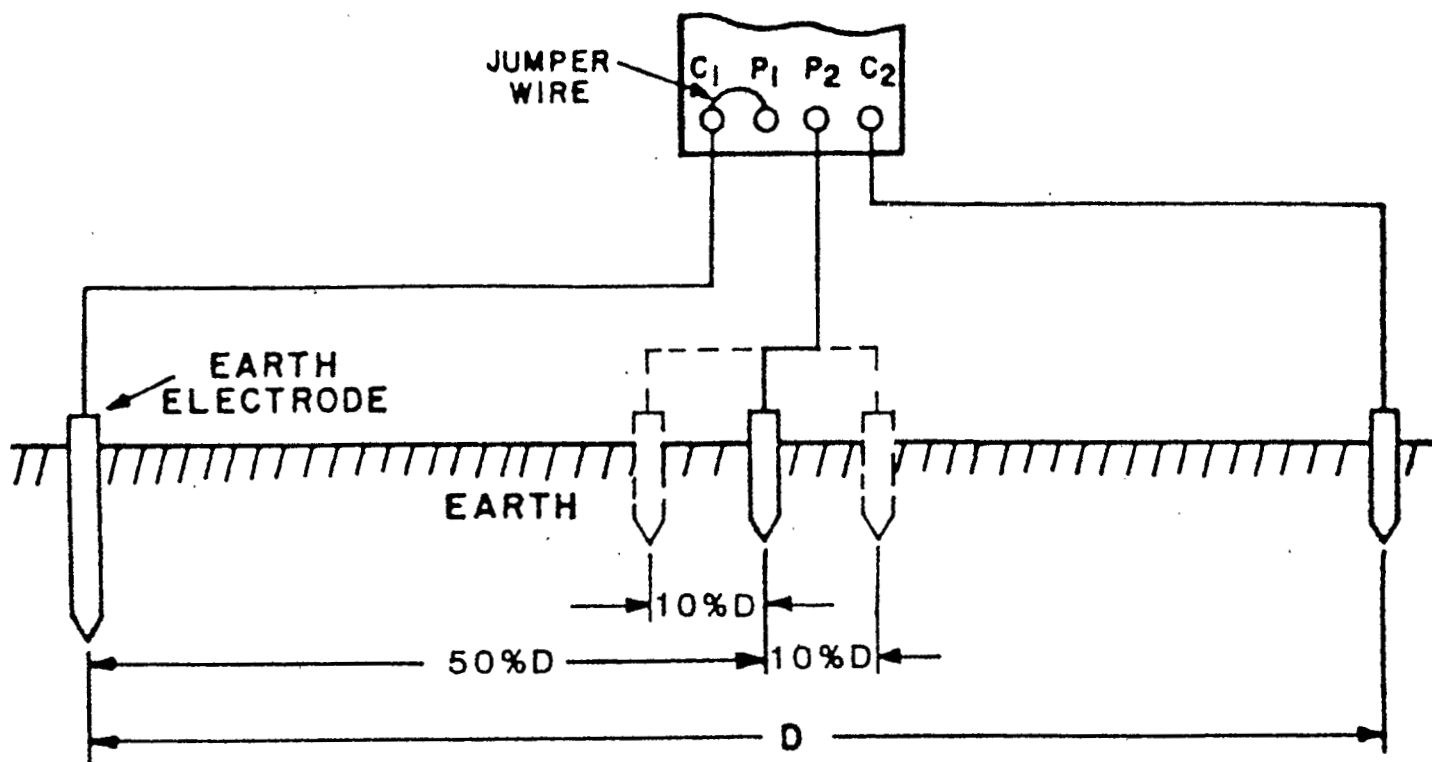 JUMPER
WIRE
C1 P1 P2 C2
EARTH
ELECTRODE
EARTH
10%D
50%D
10%D
D